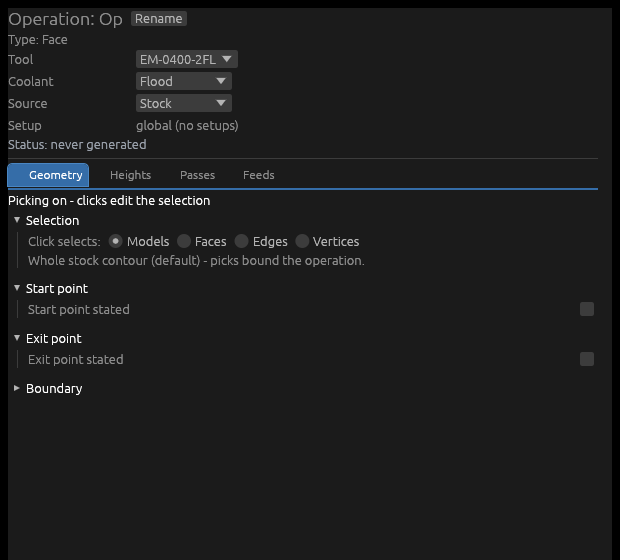 Operation: Op Rename
Type: Face
Tool EM-0400-2FL
Coolant Flood
Source Stock
Setup global (no setups)
Status: never generated
Geometry Heights Passes Feeds
Picking on - clicks edit the selection
Selection
Click selects: Models Faces Edges Vertices
Whole stock contour (default) - picks bound the operation.
Start point
Start point stated
Exit point
Exit point stated
Boundary